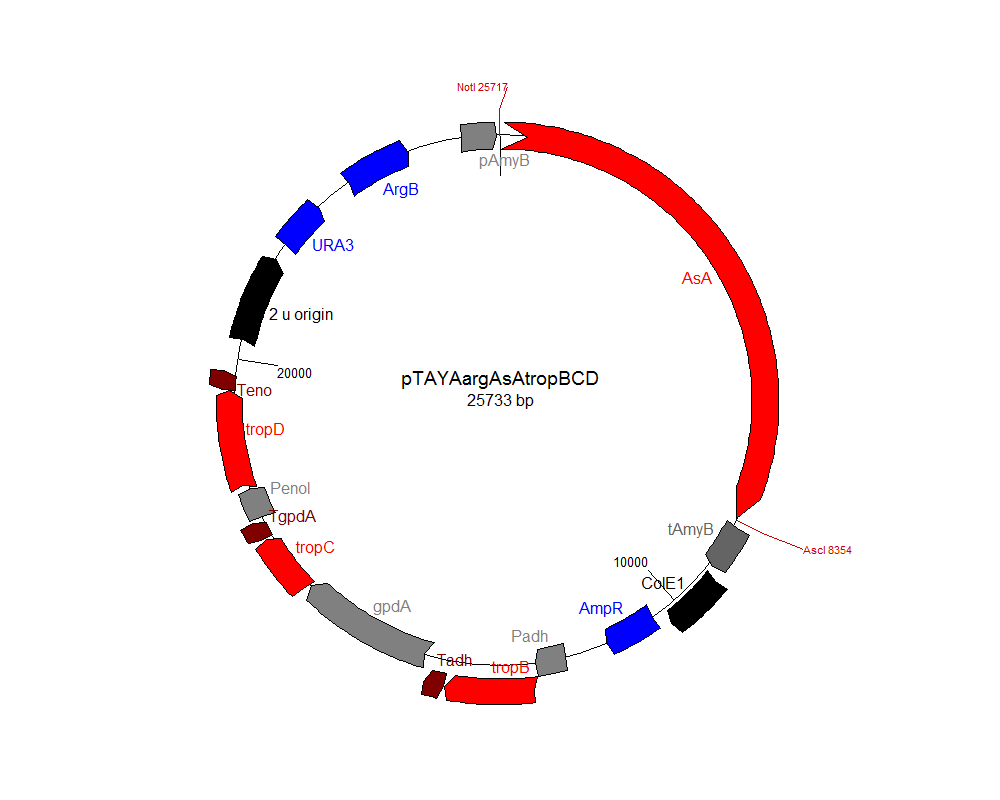 NotI 25717
pAmyB
ArgB
URA3
AsA
2 u origin
20000
pTAYAargAsAtropBCD
25733 bp
Teno
tropD
Penol
TgpdA
tAmyB
tropC
AscI 8354
10000
ColE1
gpdA
AmpR
Padh
Tadh
tropB